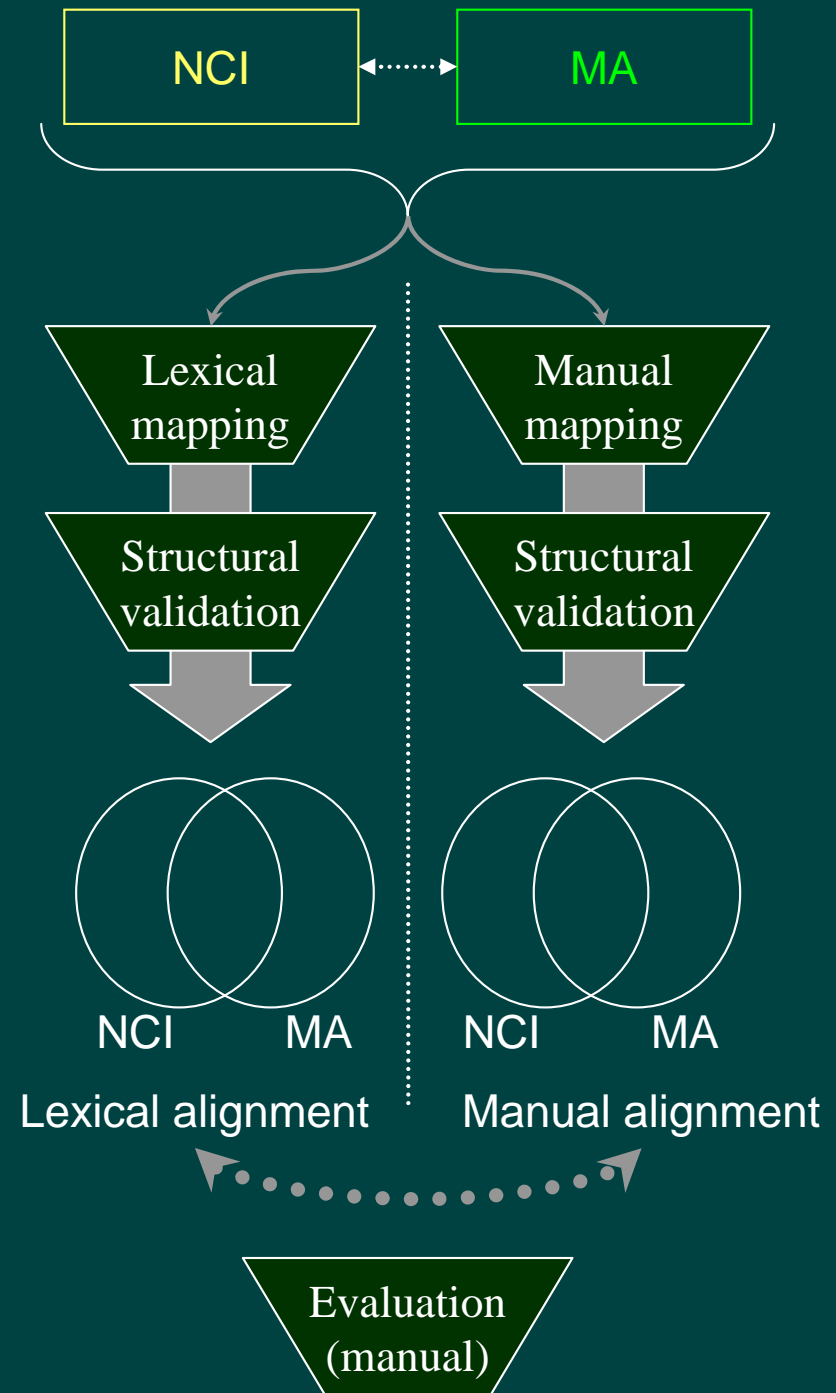 NCI
MA
Lexical
mapping
Manual
mapping
Structural
validation
Structural
validation
NCI
MA
NCI
MA
Lexical alignment
Manual alignment
Evaluation
(manual)